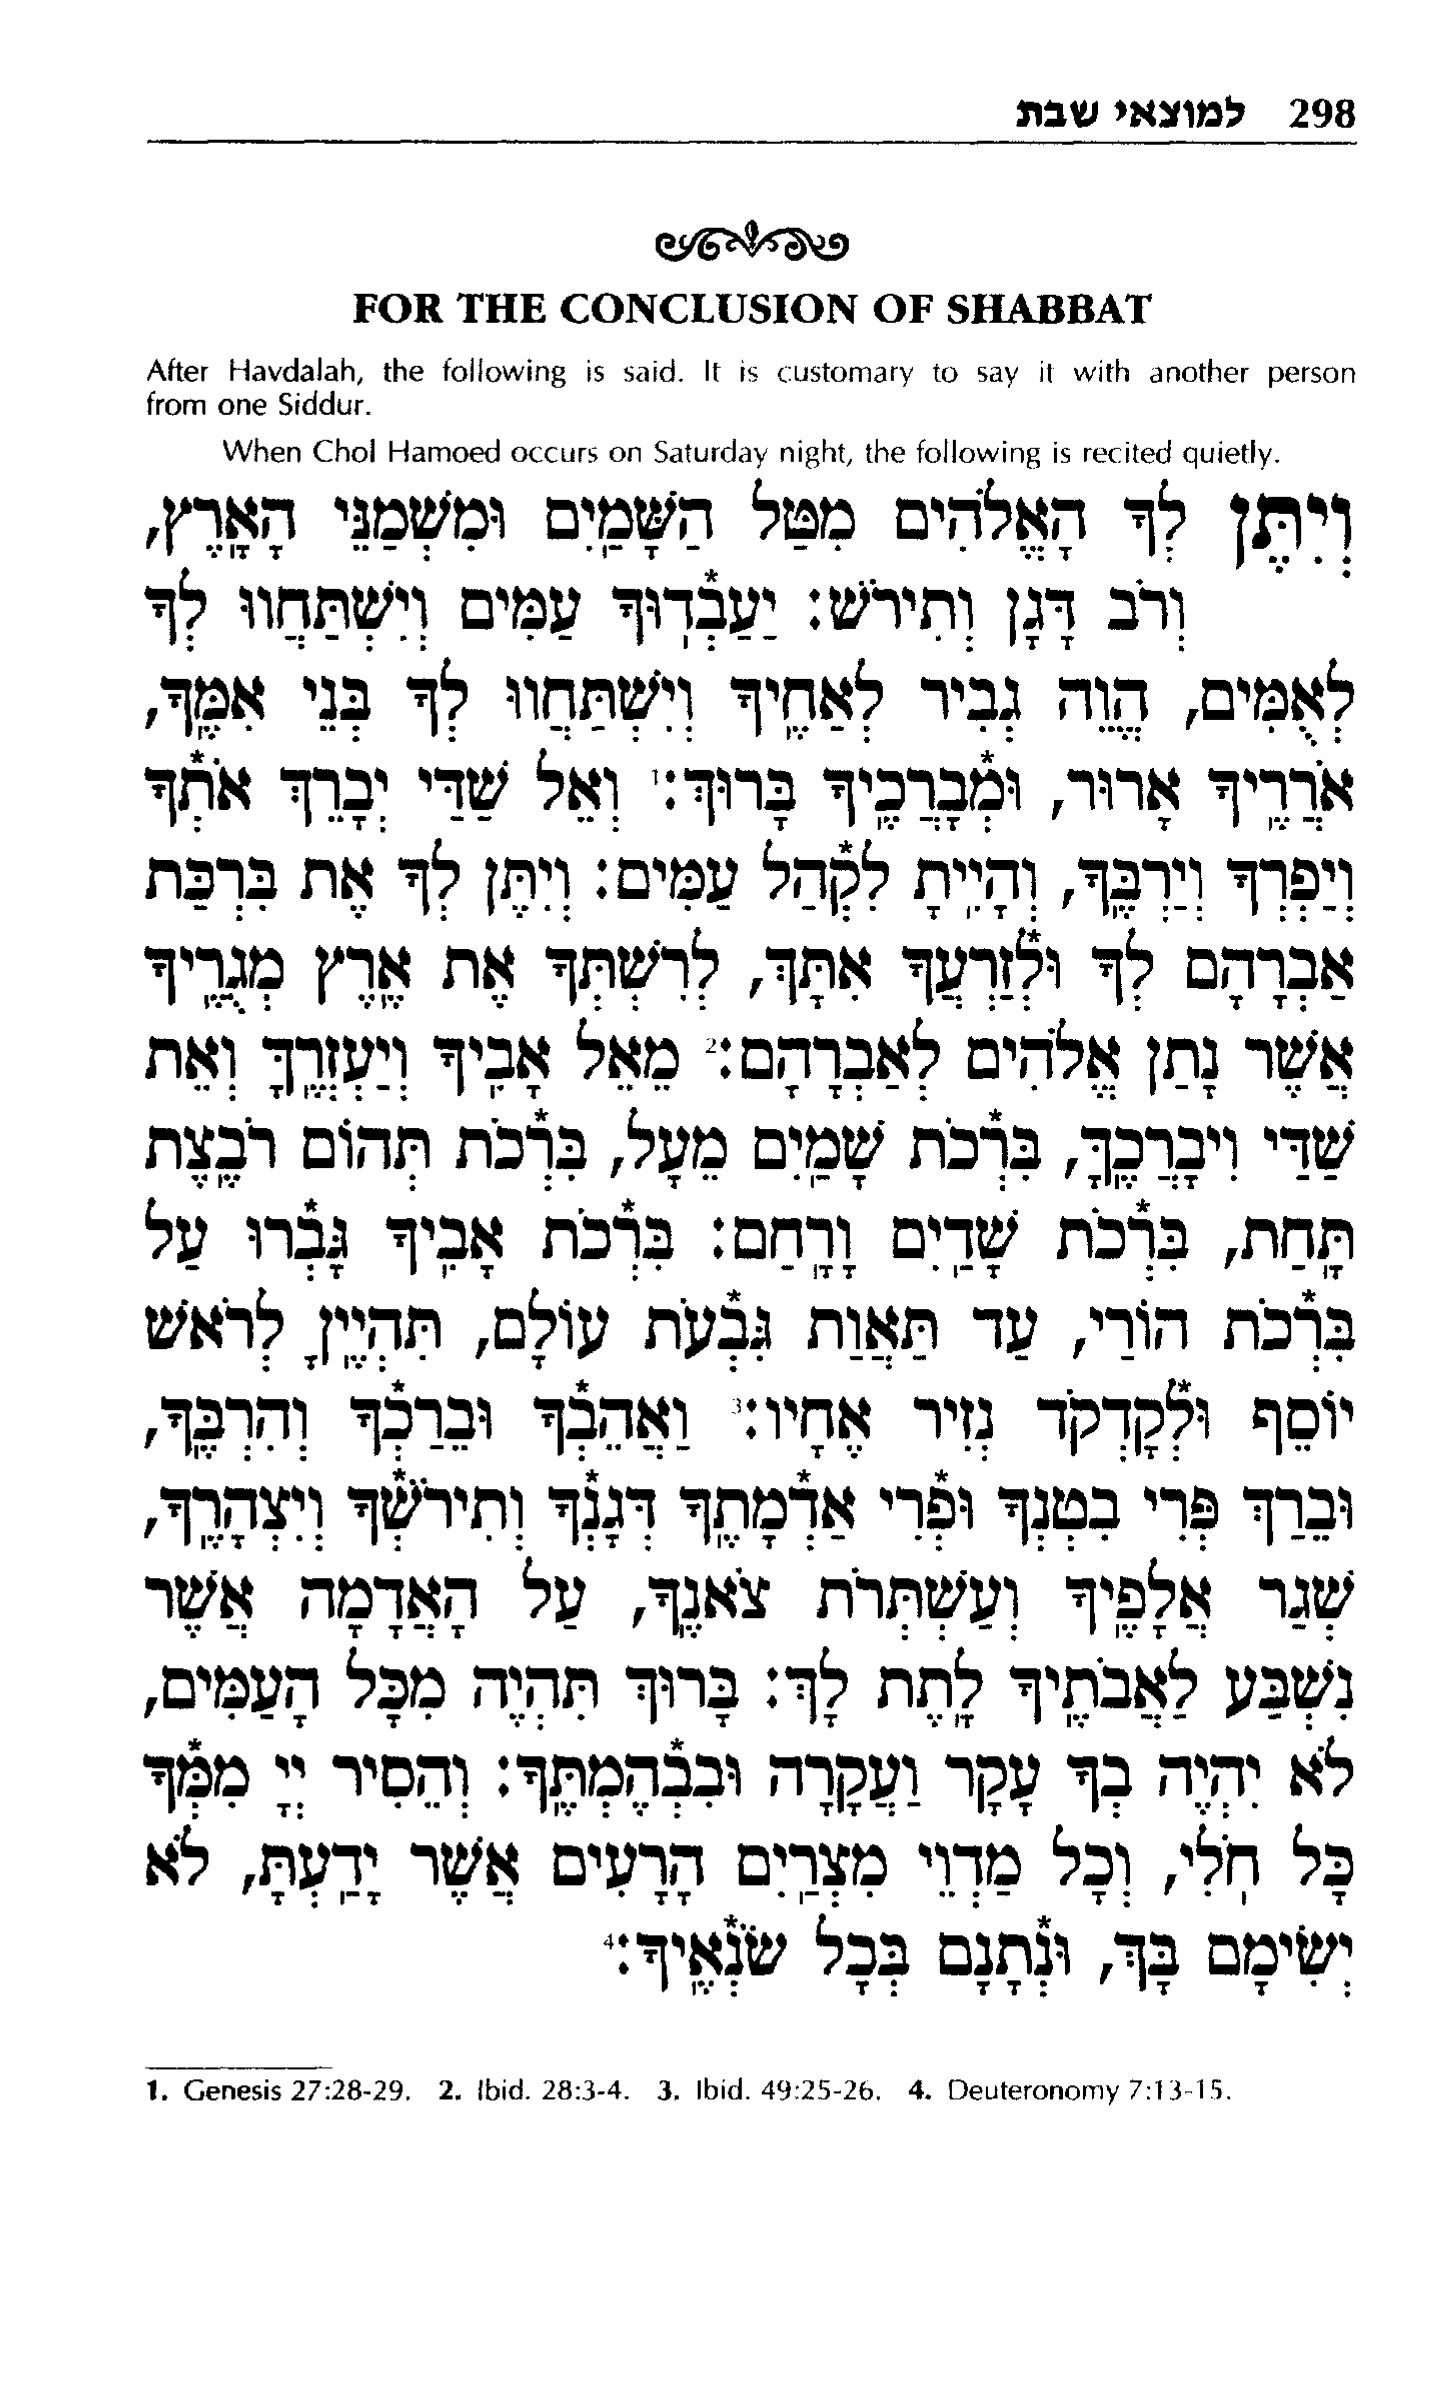 298 למוצאי שבת
FOR THE CONCLUSION OF SHABBAT
After Havdalah, the following is said. It is customary to say it with another person
from one Siddur.
When Chol Hamoed occurs on Saturday night, the following is recited quietly.
וְיִתֶּן לְךָ הָאֱלֹהִים מִטַּל הַשָּׁמַֽיִם וּמִשְׁמַנֵּי הָאָֽרֶץ,
וְרֹב דָּגָן וְתִירֹשׁ: יַעַבְֿדֽוּךָ עַמִּים וְיִשְׁתַּחֲווּ לְךָ
לְאֻמִּים, הֱוֵה גְבִיר לְאַחֶֽיךָ וְיִשְׁתַּחֲווּ לְךָ בְּנֵי אִמֶּֽךָ,
אֹרֲרֶֽיךָ אָרוּר, וּמְֿבָרֲכֶֽיךָ בָּרוּךְ:¹ וְאֵל שַׁדַּי יְבָרֵךְ אֹתְֿךָ
וְיַפְרְךָ וְיַרְבֶּֽךָ, וְהָיִֽיתָ לִקְֿהַל עַמִּים: וְיִתֶּן לְךָ אֶת בִּרְכַּת
אַבְרָהָם לְךָ וּלְֿזַרְעֲךָ אִתָּךְ, לְרִשְׁתְּךָ אֶת אֶֽרֶץ מְגֻרֶֽיךָ
אֲשֶׁר נָתַן אֱלֹהִים לְאַבְרָהָם:² מֵאֵל אָבִֽיךָ וְיַעְזְרֶֽךָּ וְאֵת
שַׁדַּי וִיבָרֲכֶֽךָּ, בִּרְֿכֹת שָׁמַֽיִם מֵעָל, בִּרְֿכֹת תְּהוֹם רֹבֶֽצֶת
תָּֽחַת, בִּרְֿכֹת שָׁדַֽיִם וָרָֽחַם: בִּרְֿכֹת אָבִֽיךָ גָּבְֿרוּ עַל
בִּרְֿכֹת הוֹרַי, עַד תַּאֲוַת גִּבְֿעֹת עוֹלָם, תִּהְיֶֽיןָ לְרֹאשׁ
יוֹסֵף וּלְֿקָדְקֹד נְזִיר אֶחָיו:³ וַאֲהֵבְֿךָ וּבֵרַכְֿךָ וְהִרְבֶּֽךָ,
וּבֵרַךְ פְּרִי בִטְנְךָ וּפְֿרִי אַדְֿמָתֶֽךָ דְּגָנְֿךָ וְתִירֹשְֿׁךָ וְיִצְהָרֶֽךָ,
שְׁגַר אֲלָפֶֽיךָ וְעַשְׁתְּרֹת צֹאנֶֽךָ, עַל הָאֲדָמָה אֲשֶׁר
נִשְׁבַּע לַאֲבֹתֶֽיךָ לָֽתֶת לָךְ: בָּרוּךְ תִּהְיֶה מִכָּל הָעַמִּים,
לֹא יִהְיֶה בְךָ עָקָר וַעֲקָרָה וּבִבְֿהֶמְתֶּֽךָ: וְהֵסִיר יְיָ מִמְּֿךָ
כָּל חֹֽלִי, וְכָל מַדְוֵי מִצְרַֽיִם הָרָעִים אֲשֶׁר יָדַֽעְתָּ, לֹא
יְשִׂימָם בָּךְ, וּנְֿתָנָם בְּכָל שֹׂנְֿאֶֽיךָ:⁴
1. Genesis 27:28-29. 2. Ibid. 28:3-4. 3. Ibid. 49:25-26. 4. Deuteronomy 7:13-15.